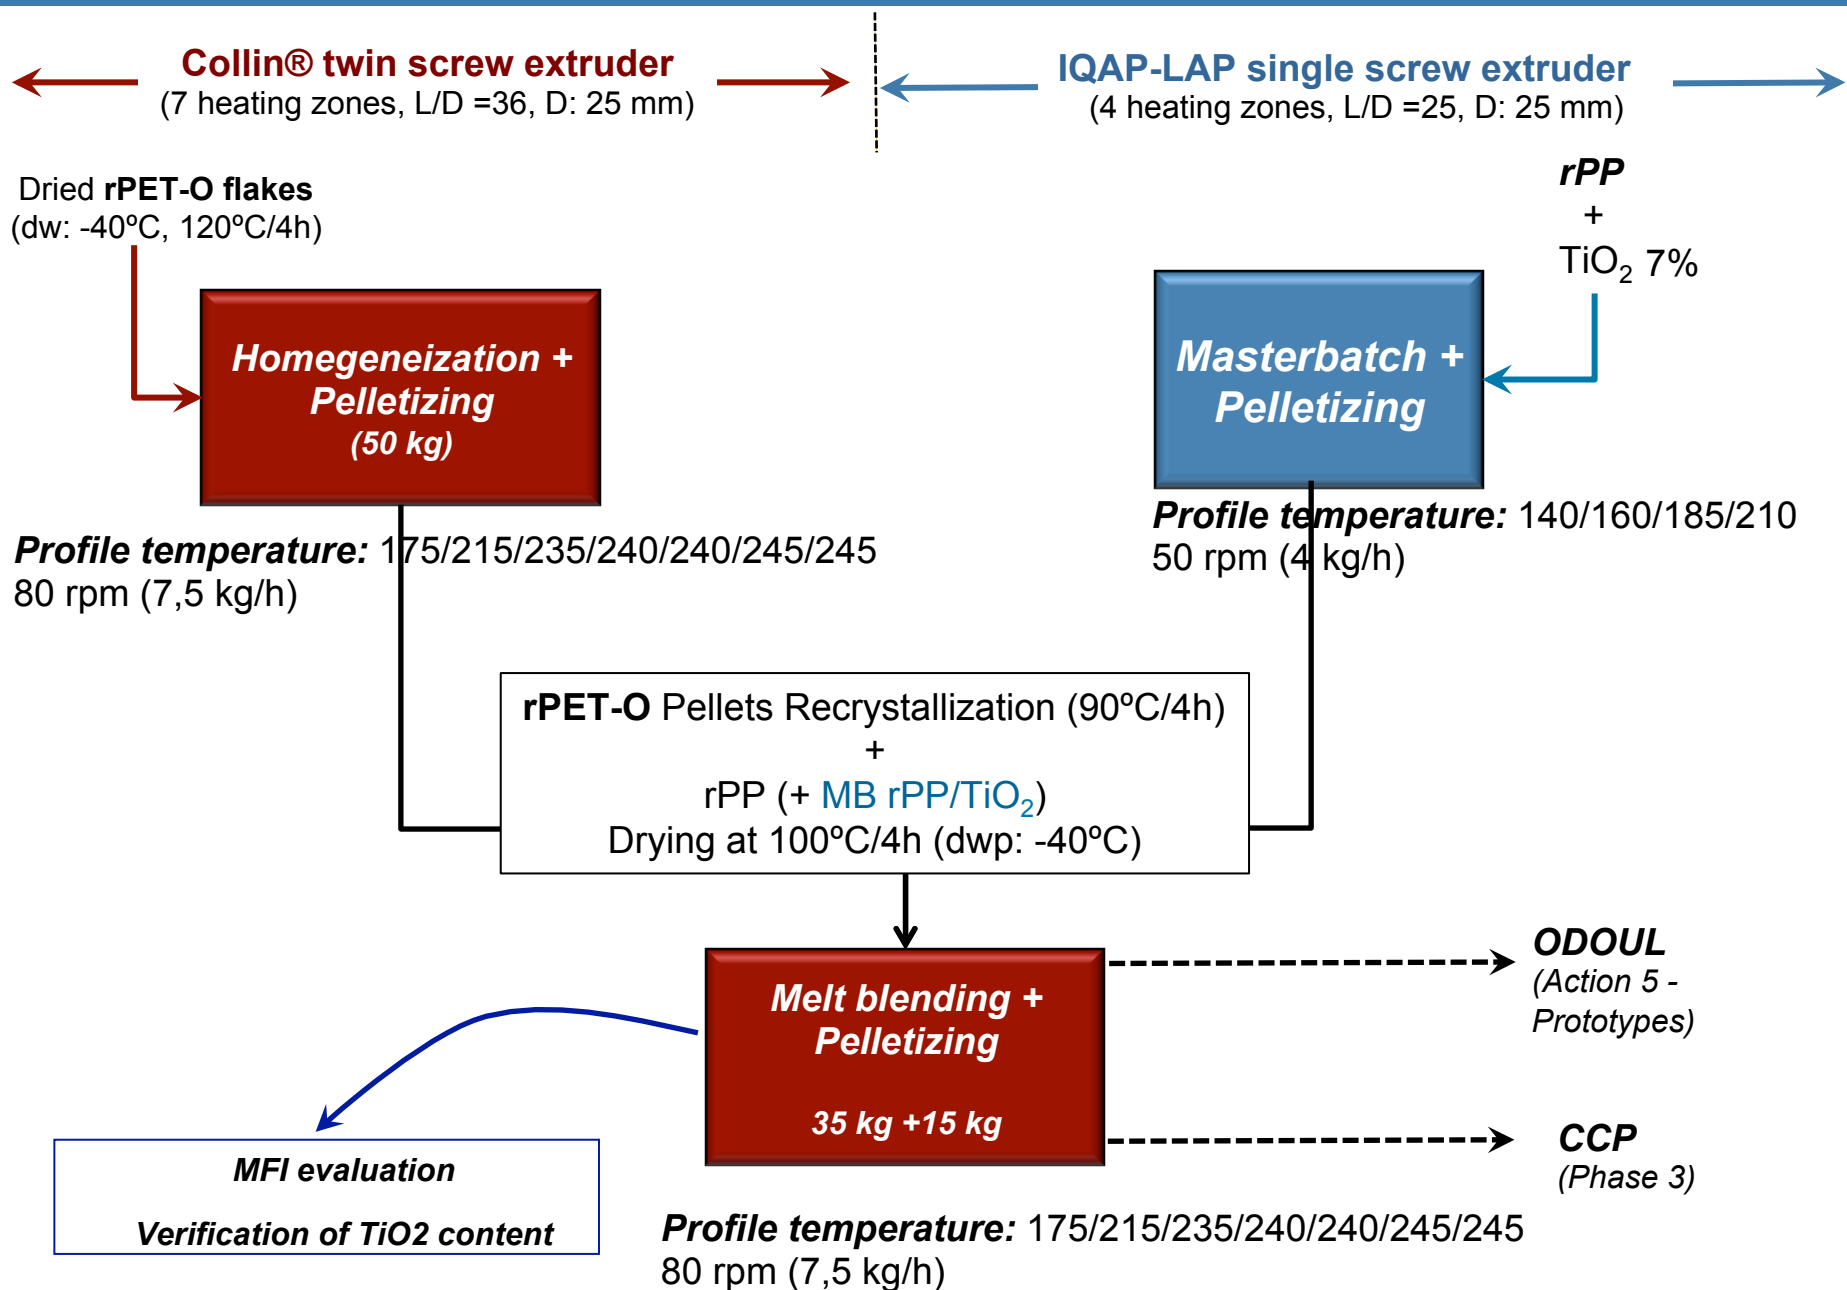 Collin® twin screw extruder
(7 heating zones, L/D =36, D: 25 mm)
IQAP-LAP single screw extruder
(4 heating zones, L/D =25, D: 25 mm)
Dried rPET-O flakes
(dw: -40ºC, 120ºC/4h)
rPP
+
TiO₂ 7%
Homegeneization +
Pelletizing
(50 kg)
Masterbatch +
Pelletizing
Profile temperature: 175/215/235/240/240/245/245
80 rpm (7,5 kg/h)
Profile temperature: 140/160/185/210
50 rpm (4 kg/h)
rPET-O Pellets Recrystallization (90ºC/4h)
+
rPP (+ MB rPP/TiO₂)
Drying at 100ºC/4h (dwp: -40ºC)
Melt blending +
Pelletizing
35 kg +15 kg
ODOUL
(Action 5 -
Prototypes)
CCP
(Phase 3)
MFI evaluation
Verification of TiO2 content
Profile temperature: 175/215/235/240/240/245/245
80 rpm (7,5 kg/h)